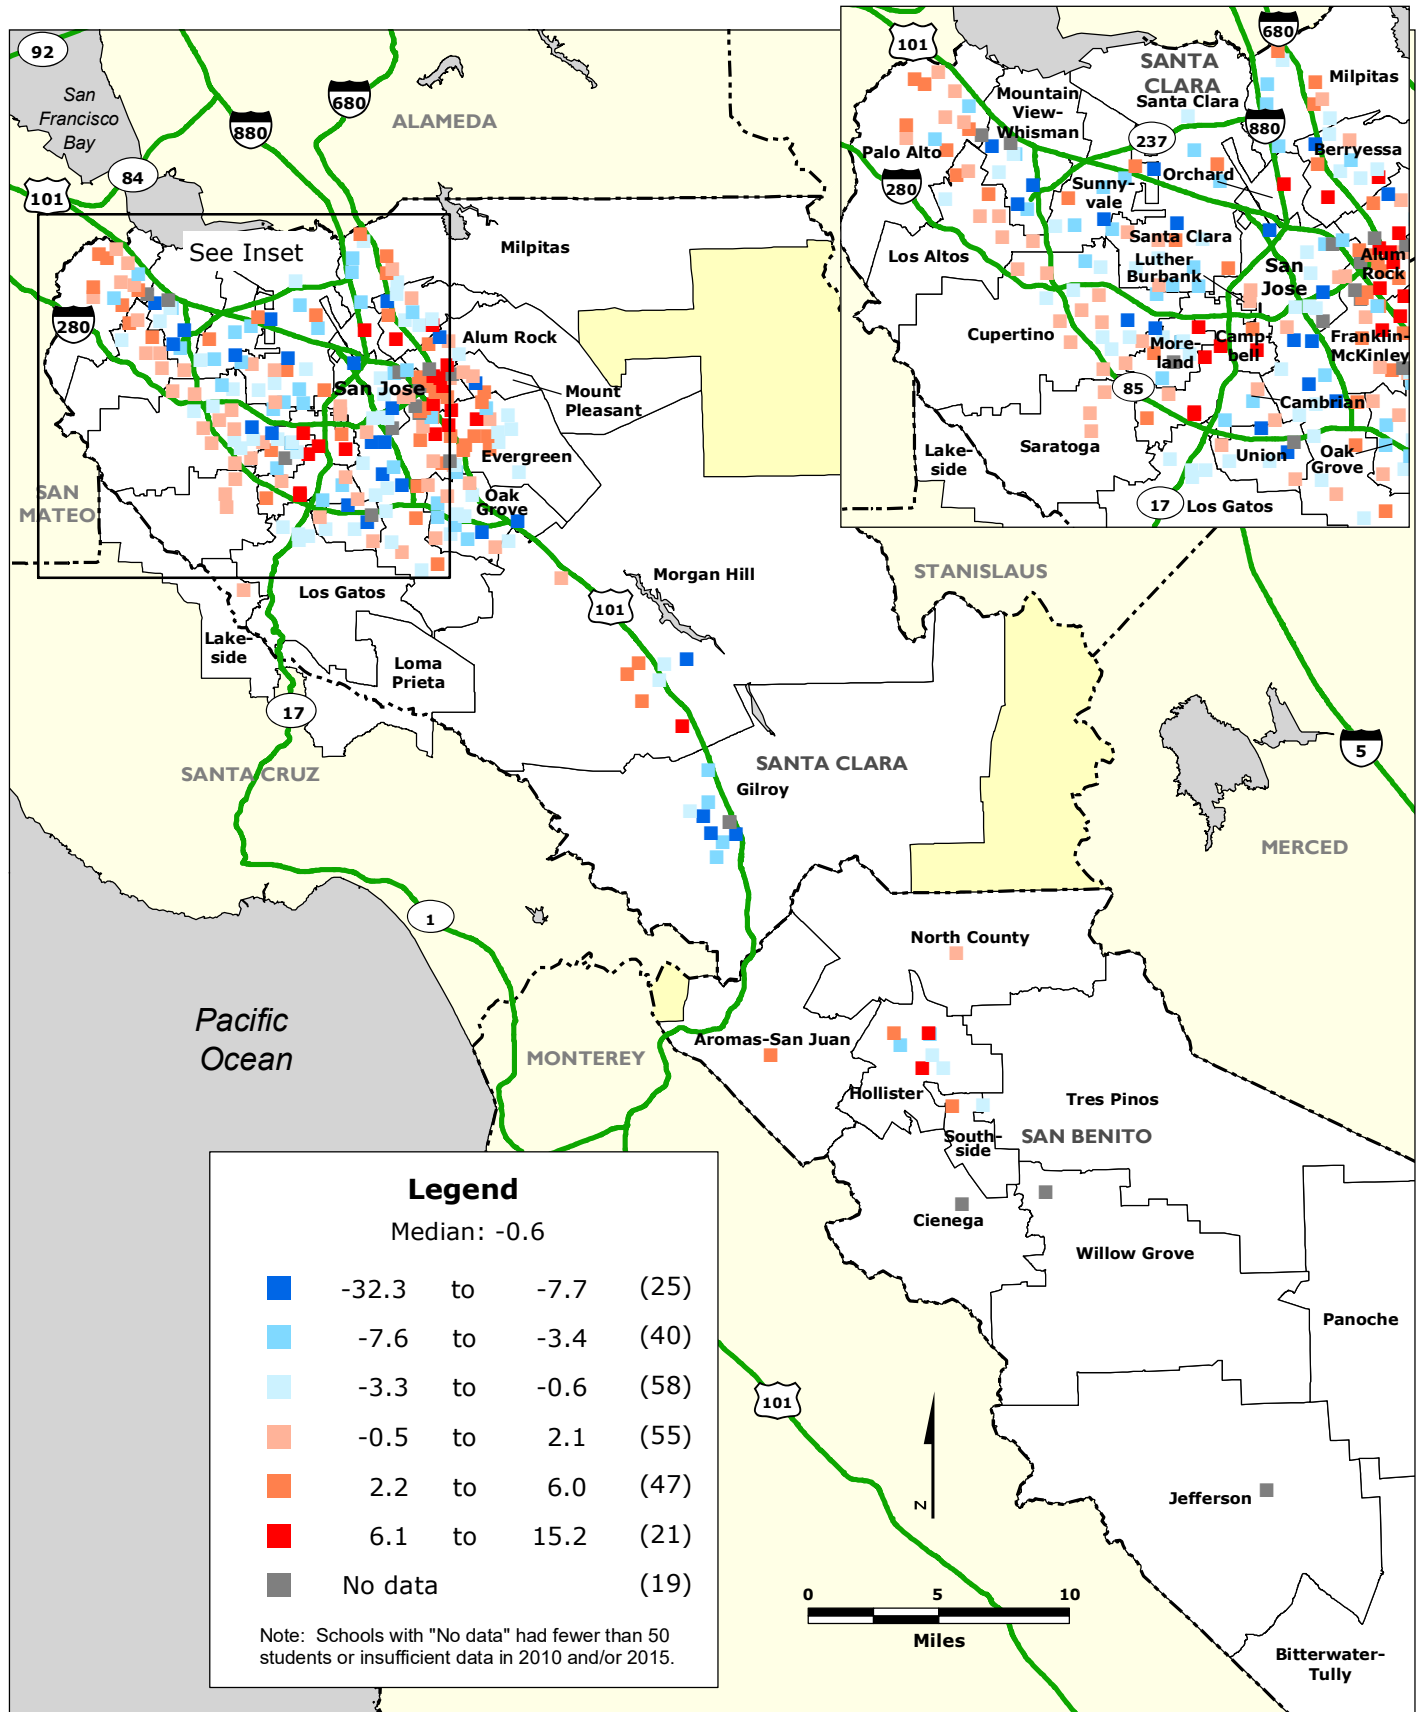 92
San
Francisco
Bay
84
101
880
680
ALAMEDA
See Inset
Milpitas
280
Alum Rock
San Jose
Mount
Pleasant
Evergreen
Oak
Grove
SAN
MATEO
Los Gatos
Lake-
side
Loma
Prieta
17
101
Morgan Hill
STANISLAUS
SANTA CRUZ
SANTA CLARA
Gilroy
5
MERCED
1
Pacific
Ocean
MONTEREY
North County
Aromas-San Juan
Hollister
Tres Pinos
South-
side
SAN BENITO
Cienega
Willow Grove
Panoche
Jefferson
Bitterwater-
Tully
101
N
0 5 10
Miles
Legend
Median: -0.6
-32.3 to -7.7 (25)
-7.6 to -3.4 (40)
-3.3 to -0.6 (58)
-0.5 to 2.1 (55)
2.2 to 6.0 (47)
6.1 to 15.2 (21)
No data (19)
Note: Schools with "No data" had fewer than 50
students or insufficient data in 2010 and/or 2015.
101
680
SANTA
CLARA
Milpitas
Mountain
View-
Whisman
Santa Clara
880
237
Palo Alto
Berryessa
280
Sunny-
vale
Orchard
Santa Clara
Los Altos
Luther
Burbank
San
Jose
Alum
Rock
Cupertino
More-
land
Camp-
bell
Franklin-
McKinley
85
Cambrian
Saratoga
Lake-
side
Union
Oak
Grove
17
Los Gatos